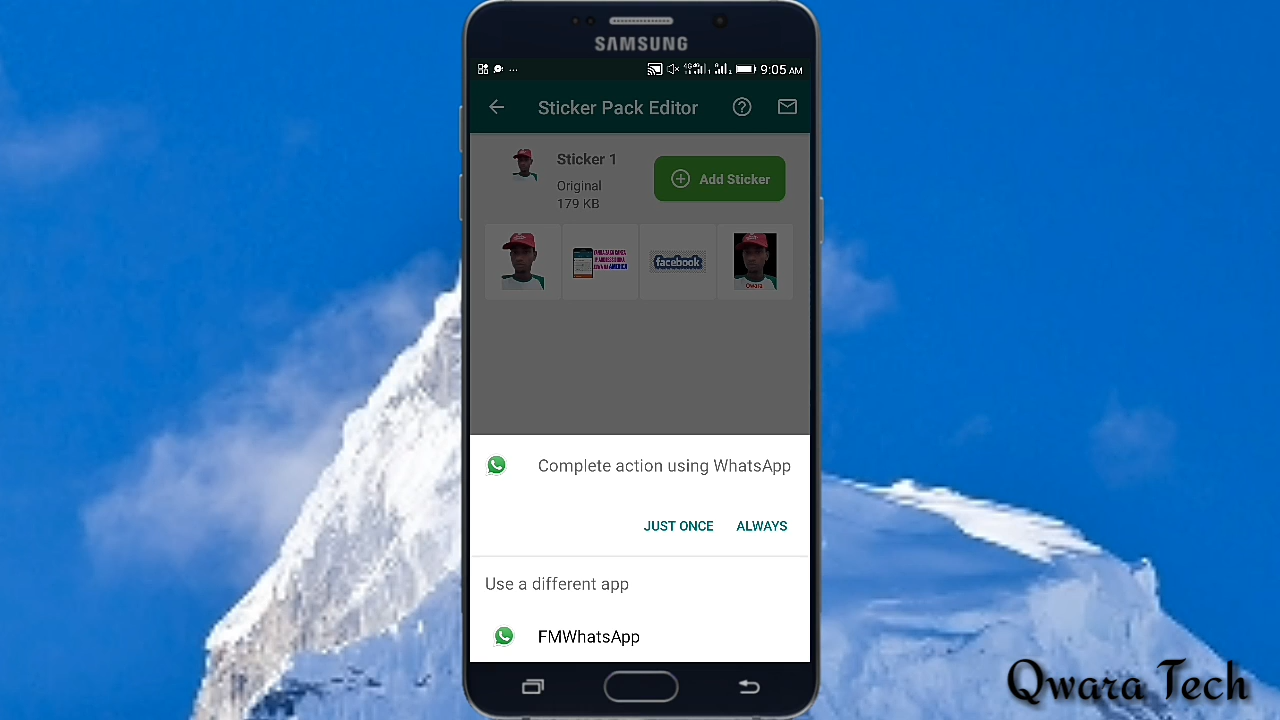 SAMSUNG
9:05 AM
Sticker Pack Editor
Sticker 1
Original
179 KB
Add Sticker
facebook
Qwara
Complete action using WhatsApp
JUST ONCE
ALWAYS
Use a different app
FMWhatsApp
Qwara Tech